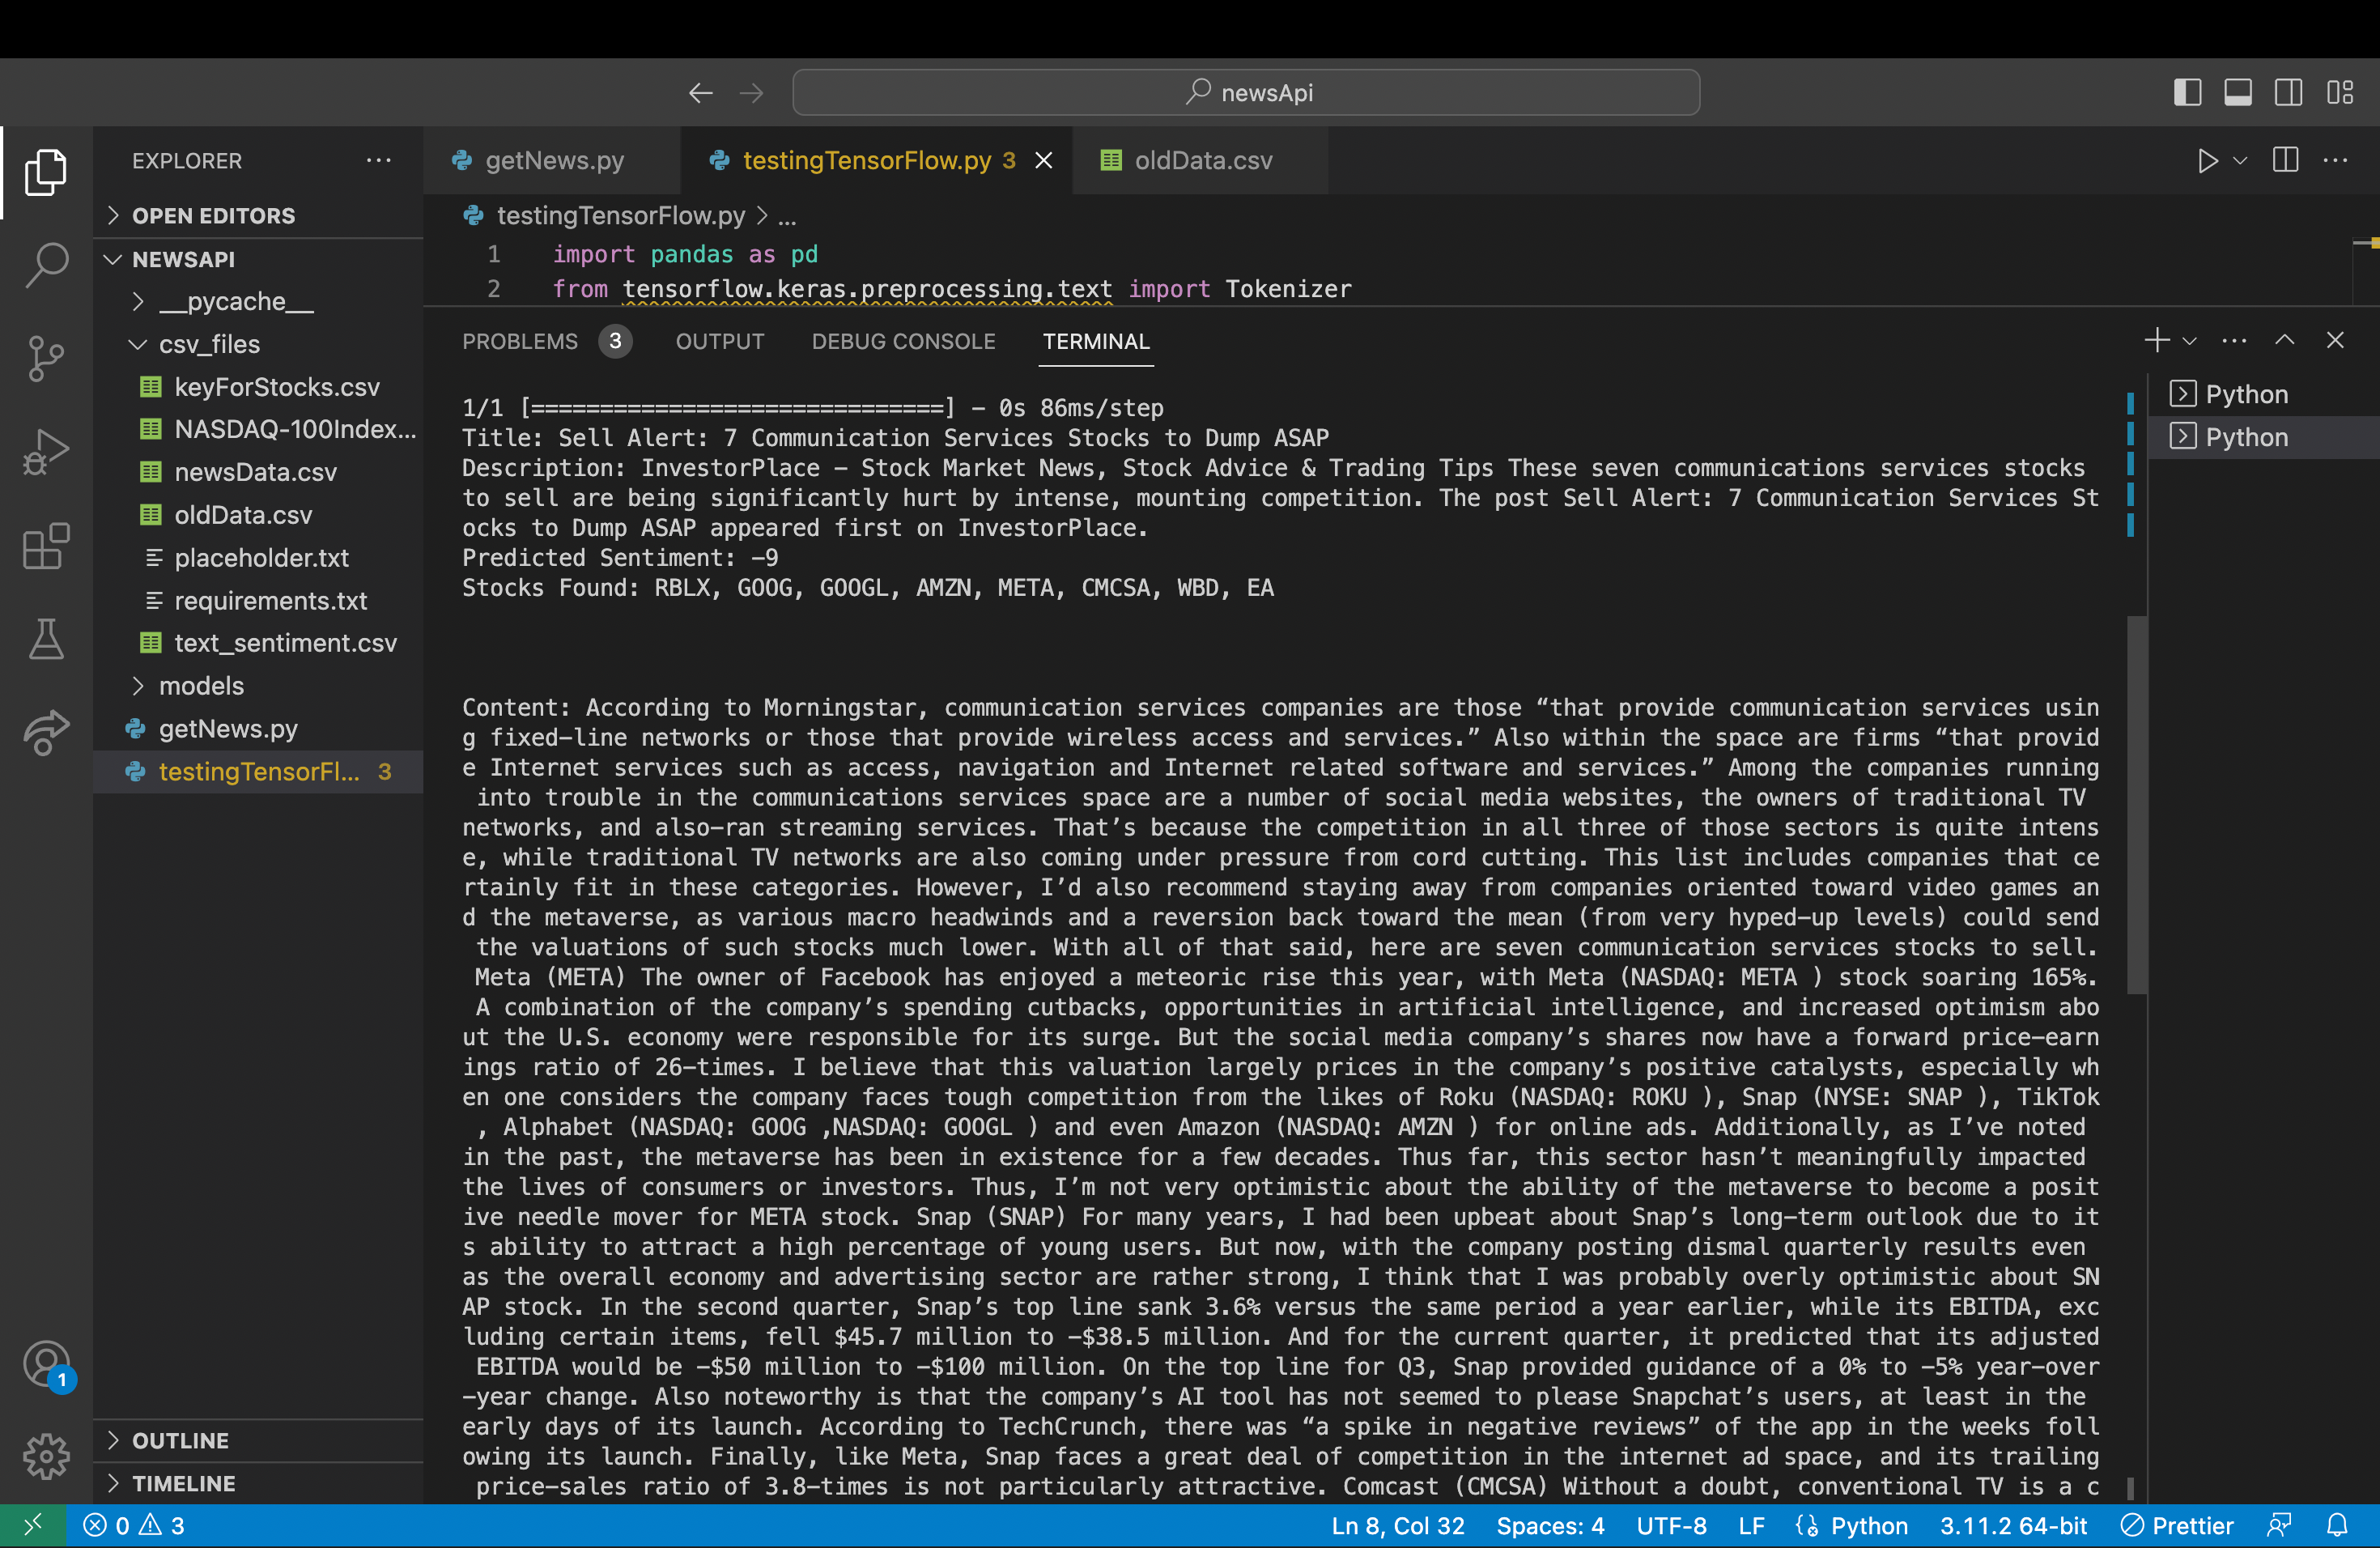 newsApi
EXPLORER
getNews.py
testingTensorFlow.py 3
oldData.csv
OPEN EDITORS
NEWSAPI
__pycache__
csv_files
keyForStocks.csv
NASDAQ-100Index...
newsData.csv
oldData.csv
placeholder.txt
requirements.txt
text_sentiment.csv
models
getNews.py
testingTensorFl... 3
OUTLINE
TIMELINE
testingTensorFlow.py > ...
1 import pandas as pd
2 from tensorflow.keras.preprocessing.text import Tokenizer
PROBLEMS 3 OUTPUT DEBUG CONSOLE TERMINAL
Python
Python
1/1 [==============================] - 0s 86ms/step
Title: Sell Alert: 7 Communication Services Stocks to Dump ASAP
Description: InvestorPlace - Stock Market News, Stock Advice & Trading Tips These seven communications services stocks
to sell are being significantly hurt by intense, mounting competition. The post Sell Alert: 7 Communication Services St
ocks to Dump ASAP appeared first on InvestorPlace.
Predicted Sentiment: -9
Stocks Found: RBLX, GOOG, GOOGL, AMZN, META, CMCSA, WBD, EA
Content: According to Morningstar, communication services companies are those “that provide communication services usin
g fixed-line networks or those that provide wireless access and services.” Also within the space are firms “that provid
e Internet services such as access, navigation and Internet related software and services.” Among the companies running
into trouble in the communications services space are a number of social media websites, the owners of traditional TV
networks, and also-ran streaming services. That’s because the competition in all three of those sectors is quite intens
e, while traditional TV networks are also coming under pressure from cord cutting. This list includes companies that ce
rtainly fit in these categories. However, I’d also recommend staying away from companies oriented toward video games an
d the metaverse, as various macro headwinds and a reversion back toward the mean (from very hyped-up levels) could send
the valuations of such stocks much lower. With all of that said, here are seven communication services stocks to sell.
Meta (META) The owner of Facebook has enjoyed a meteoric rise this year, with Meta (NASDAQ: META ) stock soaring 165%.
A combination of the company’s spending cutbacks, opportunities in artificial intelligence, and increased optimism abo
ut the U.S. economy were responsible for its surge. But the social media company’s shares now have a forward price-earn
ings ratio of 26-times. I believe that this valuation largely prices in the company’s positive catalysts, especially wh
en one considers the company faces tough competition from the likes of Roku (NASDAQ: ROKU ), Snap (NYSE: SNAP ), TikTok
, Alphabet (NASDAQ: GOOG ,NASDAQ: GOOGL ) and even Amazon (NASDAQ: AMZN ) for online ads. Additionally, as I’ve noted
in the past, the metaverse has been in existence for a few decades. Thus far, this sector hasn’t meaningfully impacted
the lives of consumers or investors. Thus, I’m not very optimistic about the ability of the metaverse to become a posit
ive needle mover for META stock. Snap (SNAP) For many years, I had been upbeat about Snap’s long-term outlook due to it
s ability to attract a high percentage of young users. But now, with the company posting dismal quarterly results even
as the overall economy and advertising sector are rather strong, I think that I was probably overly optimistic about SN
AP stock. In the second quarter, Snap’s top line sank 3.6% versus the same period a year earlier, while its EBITDA, exc
luding certain items, fell $45.7 million to -$38.5 million. And for the current quarter, it predicted that its adjusted
EBITDA would be -$50 million to -$100 million. On the top line for Q3, Snap provided guidance of a 0% to -5% year-over
-year change. Also noteworthy is that the company’s AI tool has not seemed to please Snapchat’s users, at least in the
early days of its launch. According to TechCrunch, there was “a spike in negative reviews” of the app in the weeks foll
owing its launch. Finally, like Meta, Snap faces a great deal of competition in the internet ad space, and its trailing
price-sales ratio of 3.8-times is not particularly attractive. Comcast (CMCSA) Without a doubt, conventional TV is a c
1
0 3
Ln 8, Col 32 Spaces: 4 UTF-8 LF Python 3.11.2 64-bit Prettier